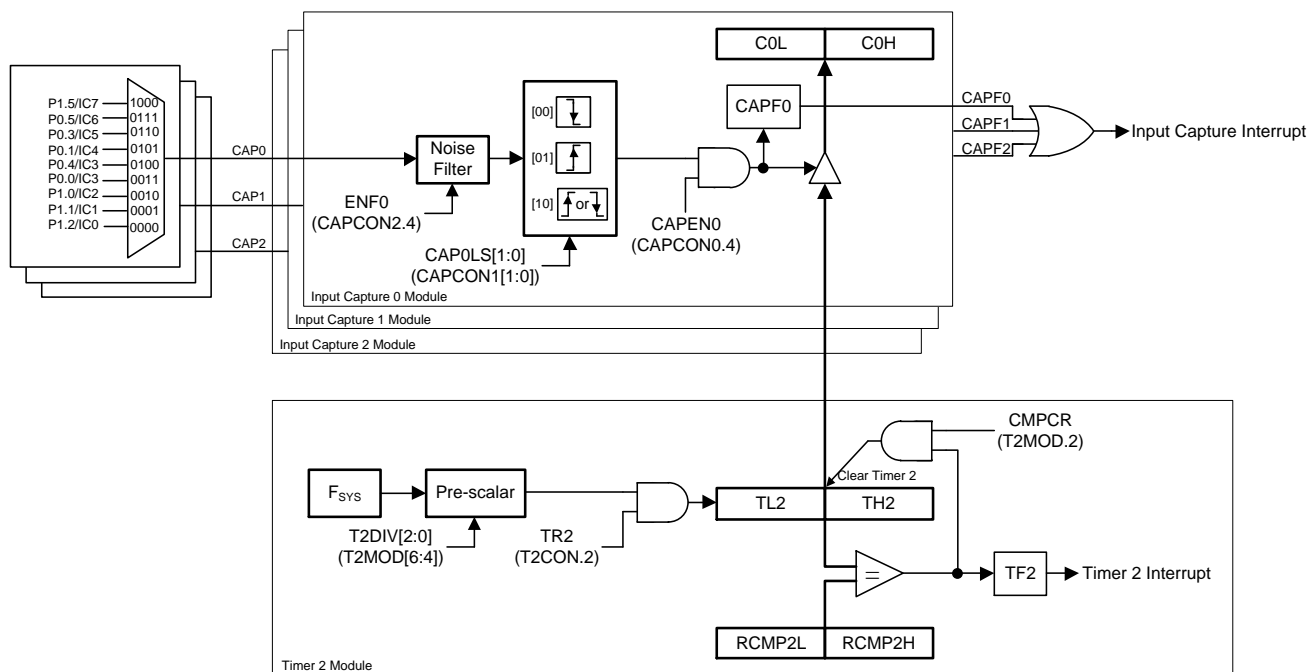 C0L C0H
P1.5/IC7 1000
P0.5/IC6 0111
P0.3/IC5 0110
P0.1/IC4 0101
P0.4/IC3 0100
P0.0/IC3 0011
P1.0/IC2 0010
P1.1/IC1 0001
P1.2/IC0 0000
CAP0
CAP1
CAP2
Noise
Filter
ENF0
(CAPCON2.4)
[00]
[01]
[10] or
CAP0LS[1:0]
(CAPCON1[1:0])
CAPEN0
(CAPCON0.4)
CAPF0
CAPF0
CAPF1
CAPF2
Input Capture Interrupt
Input Capture 0 Module
Input Capture 1 Module
Input Capture 2 Module
CMPCR
(T2MOD.2)
Clear Timer 2
FSYS
Pre-scalar
T2DIV[2:0]
(T2MOD[6:4])
TR2
(T2CON.2)
TL2 TH2
=
TF2
Timer 2 Interrupt
RCMP2L RCMP2H
Timer 2 Module